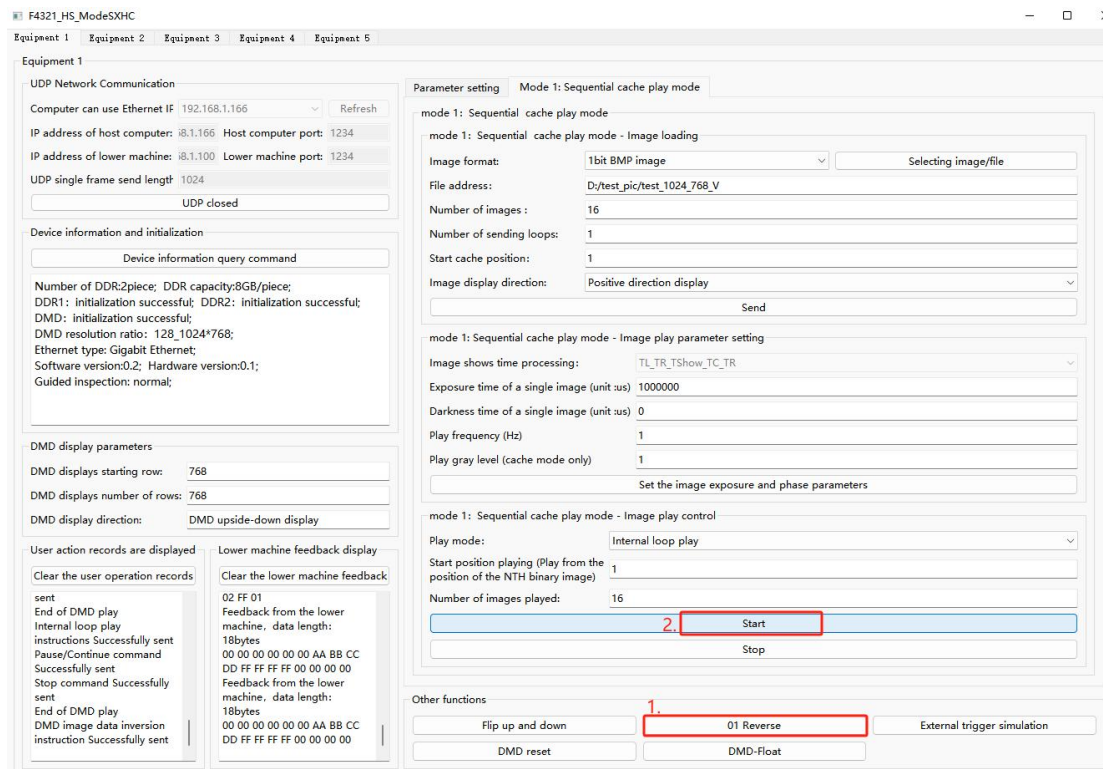 F4321_HS_ModeSXHC
Equipment 1 Equipment 2 Equipment 3 Equipment 4 Equipment 5
Equipment 1
UDP Network Communication
Computer can use Ethernet IF 192.168.1.166 Refresh
IP address of host computer: 8.1.166 Host computer port: 1234
IP address of lower machine: 8.1.100 Lower machine port: 1234
UDP single frame send length 1024
UDP closed
Device information and initialization
Device information query command
Number of DDR:2piece; DDR capacity:8GB/piece;
DDR1: initialization successful; DDR2: initialization successful;
DMD: initialization successful;
DMD resolution ratio: 128_1024*768;
Ethernet type: Gigabit Ethernet;
Software version:0.2; Hardware version:0.1;
Guided inspection: normal;
DMD display parameters
DMD displays starting row: 768
DMD displays number of rows: 768
DMD display direction: DMD upside-down display
User action records are displayed
Clear the user operation records
sent
End of DMD play
Internal loop play
instructions Successfully sent
Pause/Continue command
Successfully sent
Stop command Successfully
sent
End of DMD play
DMD image data inversion
instruction Successfully sent
Lower machine feedback display
Clear the lower machine feedback
02 FF 01
Feedback from the lower
machine, data length:
18bytes
00 00 00 00 00 00 AA BB CC
DD FF FF FF FF 00 00 00 00
Feedback from the lower
machine, data length:
18bytes
00 00 00 00 00 00 AA BB CC
DD FF FF FF FF 00 00 00 00
Parameter setting Mode 1: Sequential cache play mode
mode 1: Sequential cache play mode
mode 1: Sequential cache play mode - Image loading
Image format: 1bit BMP image Selecting image/file
File address: D:/test_pic/test_1024_768_V
Number of images : 16
Number of sending loops: 1
Start cache position: 1
Image display direction: Positive direction display
Send
mode 1: Sequential cache play mode - Image play parameter setting
Image shows time processing: TL_TR_TShow_TC_TR
Exposure time of a single image (unit :us) 1000000
Darkness time of a single image (unit :us) 0
Play frequency (Hz) 1
Play gray level (cache mode only) 1
Set the image exposure and phase parameters
mode 1: Sequential cache play mode - Image play control
Play mode: Internal loop play
Start position playing (Play from the
position of the NTH binary image) 1
Number of images played: 16
2. Start
Stop
Other functions
1.
Flip up and down 01 Reverse External trigger simulation
DMD reset DMD-Float